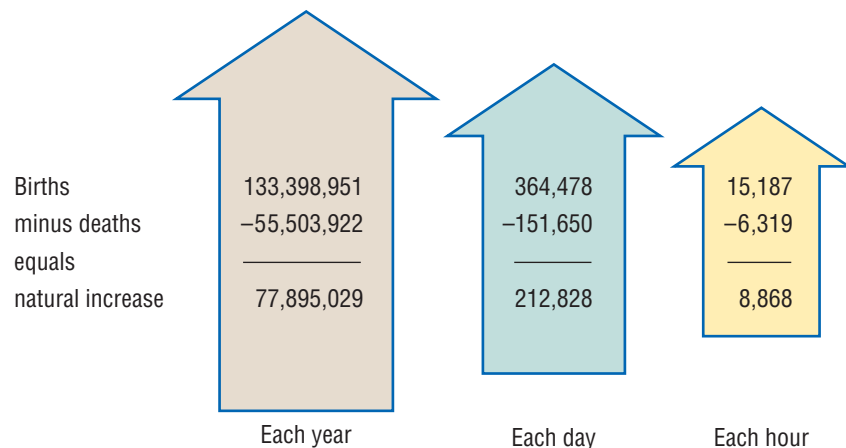 Births 133,398,951 364,478 15,187
minus deaths –55,503,922 –151,650 –6,319
equals
natural increase 77,895,029 212,828 8,868
Each year Each day Each hour